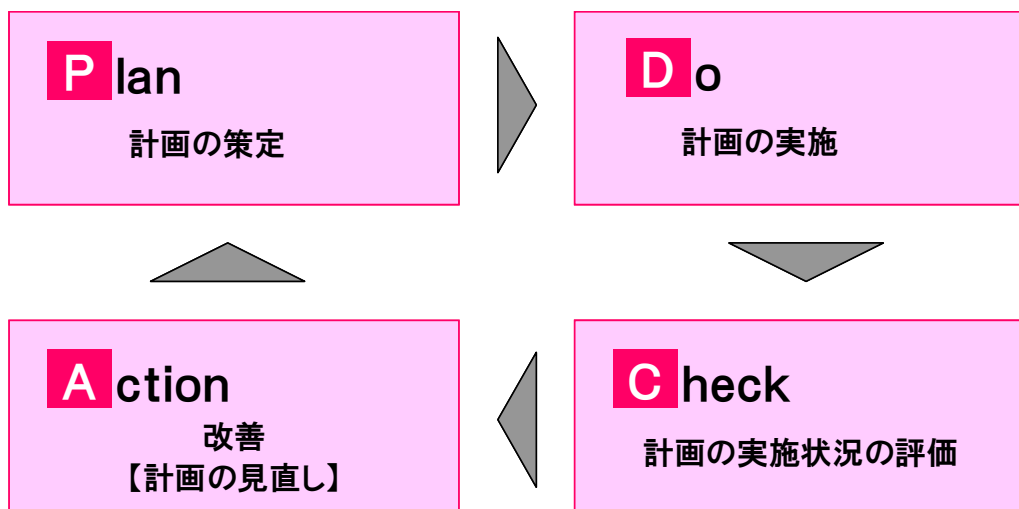 Plan
計画の策定
Do
計画の実施
Action
改善
【計画の見直し】
Check
計画の実施状況の評価